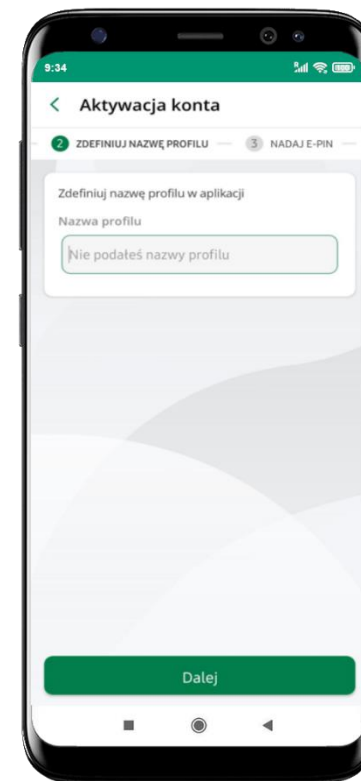 9:34
Aktywacja konta
2 ZDEFINIUJ NAZWĘ PROFILU 3 NADAJ E-PIN
Zdefiniuj nazwę profilu w aplikacji
Nazwa profilu
Nie podałeś nazwy profilu
Dalej